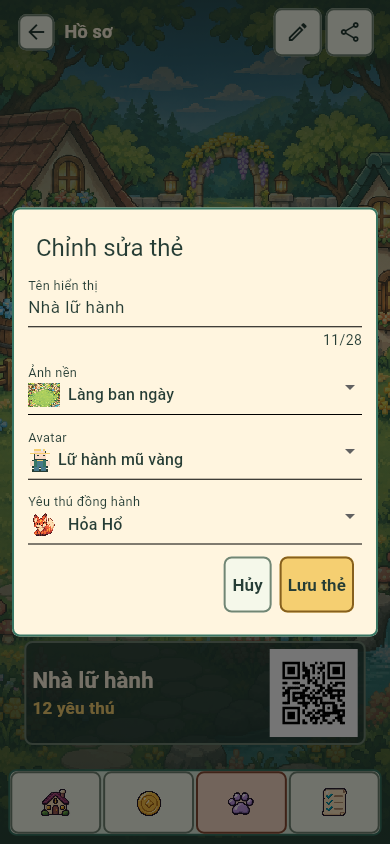 Hồ sơ
Chỉnh sửa thẻ
Tên hiển thị
Nhà lữ hành
11/28
Ảnh nền
Làng ban ngày
Avatar
Lữ hành mũ vàng
Yêu thú đồng hành
Hỏa Hồ
Hủy
Lưu thẻ
Nhà lữ hành
12 yêu thú